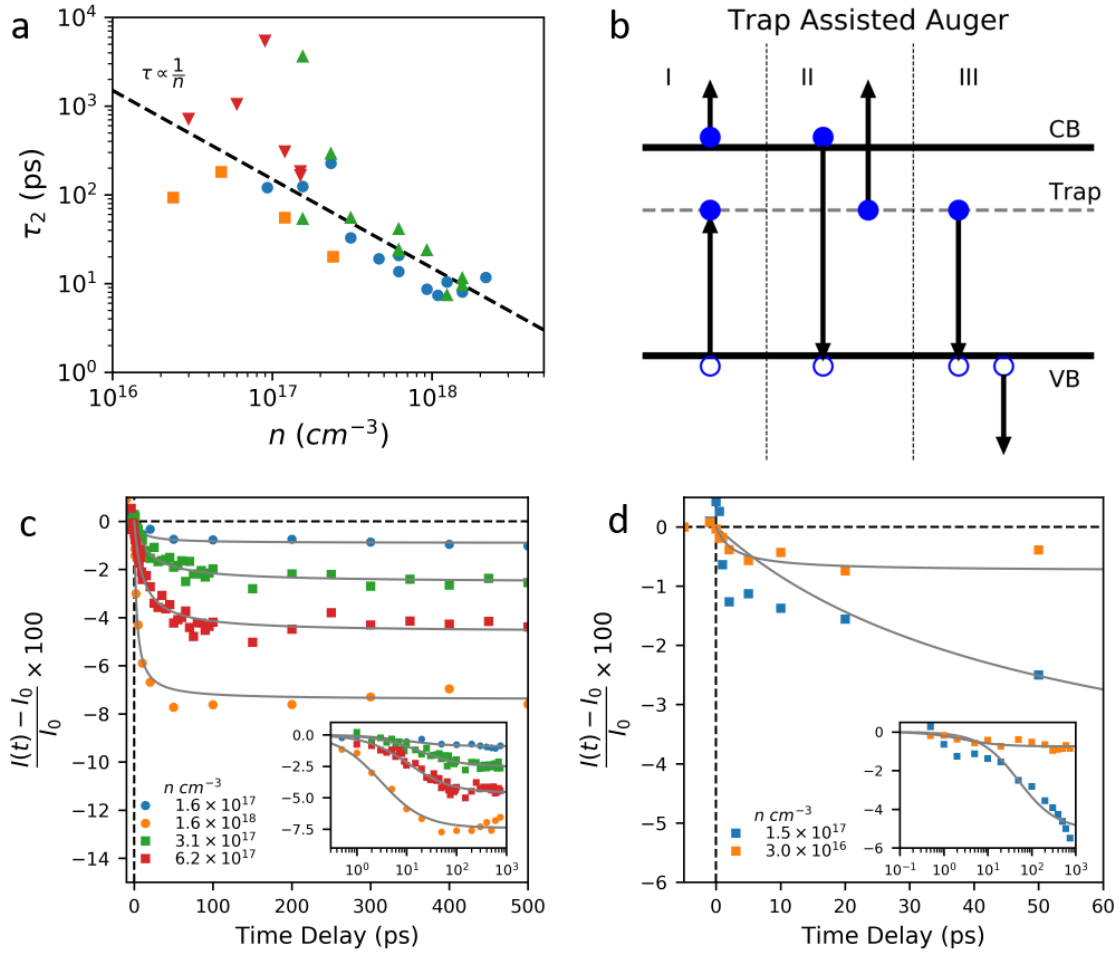 a
τ₂ (ps)
10⁴
10³
10²
10¹
10⁰
τ ∝ 1/n
10¹⁶
10¹⁷
10¹⁸
n (cm⁻³)
b
Trap Assisted Auger
I
II
III
CB
Trap
VB
c
(I(t) − I₀)/I₀ × 100
0
−2
−4
−6
−8
−10
−12
−14
n cm⁻³
1.6 × 10¹⁷
1.6 × 10¹⁸
3.1 × 10¹⁷
6.2 × 10¹⁷
0.0
−2.5
−5.0
−7.5
10⁰
10¹
10²
10³
0
100
200
300
400
500
Time Delay (ps)
d
(I(t) − I₀)/I₀ × 100
0
−1
−2
−3
−4
−5
−6
n cm⁻³
1.5 × 10¹⁷
3.0 × 10¹⁶
0
−2
−4
−6
10⁻¹
10⁰
10¹
10²
10³
0
10
20
30
40
50
60
Time Delay (ps)